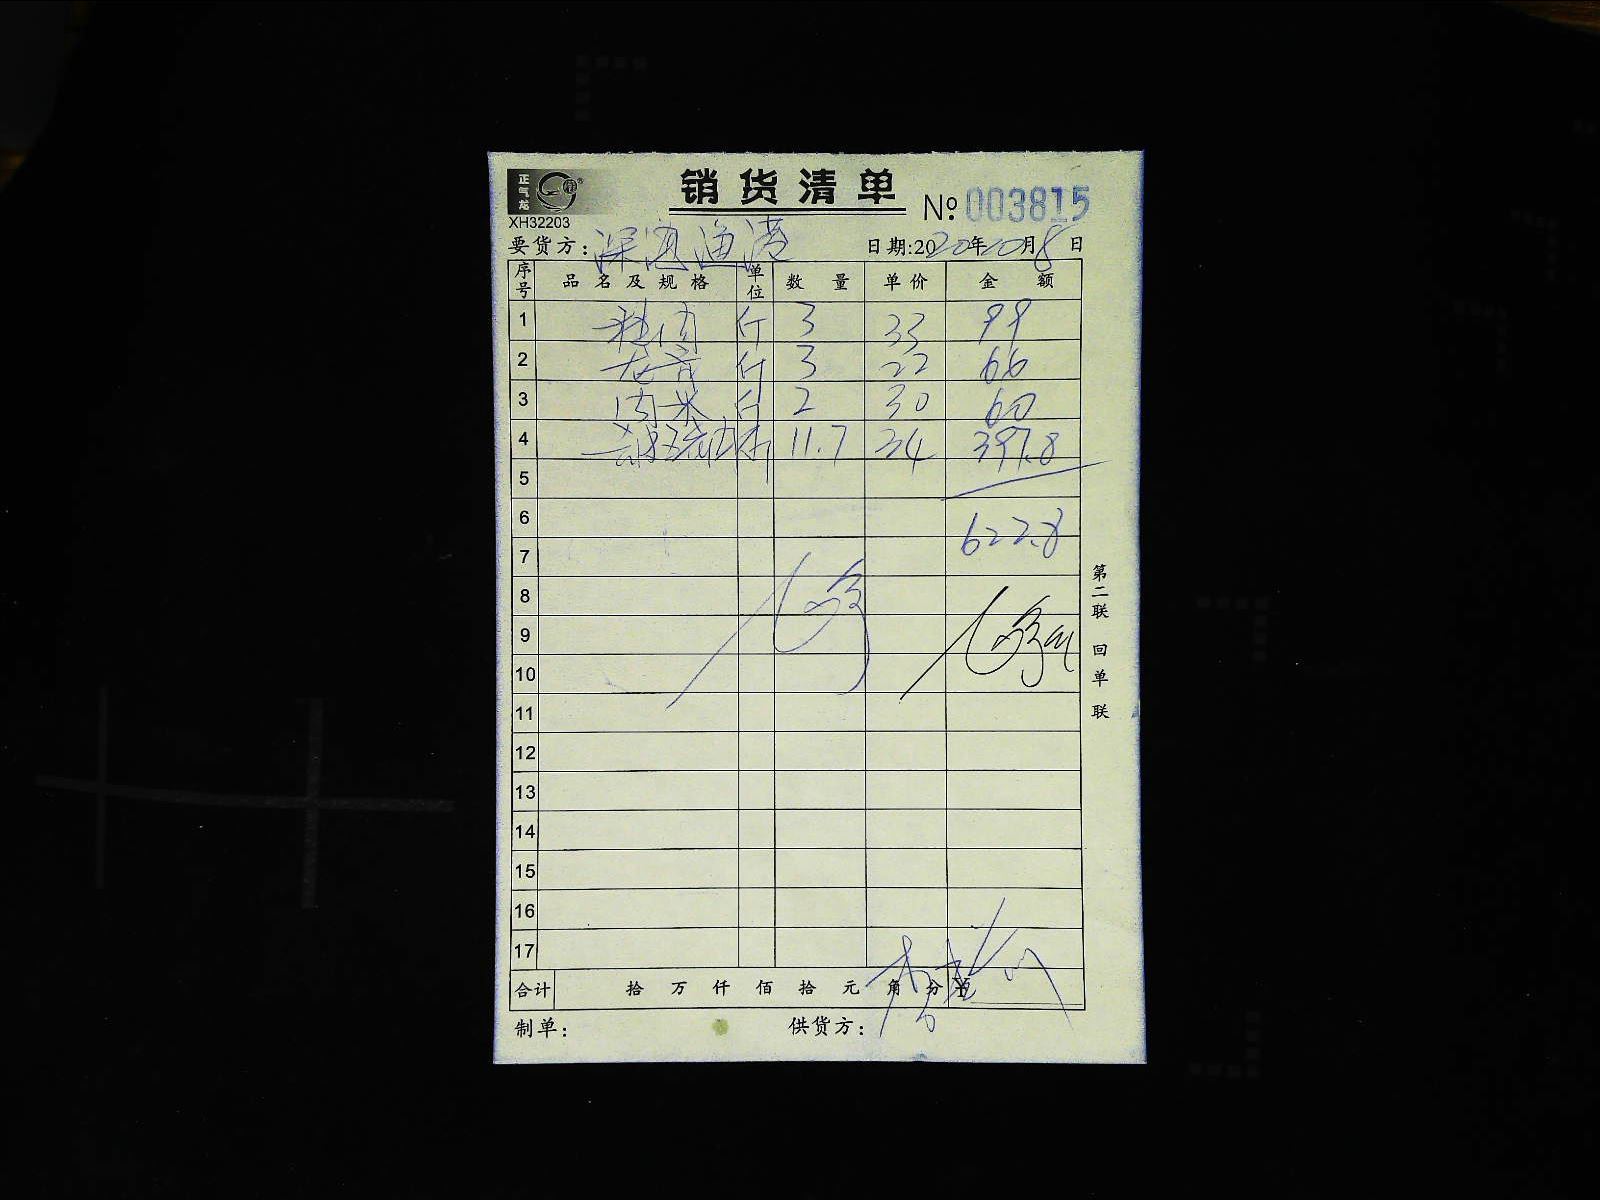 正气龙
销货清单
XH32203
№ 003815
要货方: 深海渔港 日期:2020年10月8日
序号 品名及规格 单位 数量 单价 金额
1 肉 斤 3 33 99
2 龙骨 斤 3 22 66
3 肉米 斤 2 30 60
4 11.7 34 397.8
5
6 622.8
7
8
9
10
11
12
13
14
15
16
17
合计 拾 万 仟 佰 拾 元 角 分
制单: 供货方:
第二联 回单联